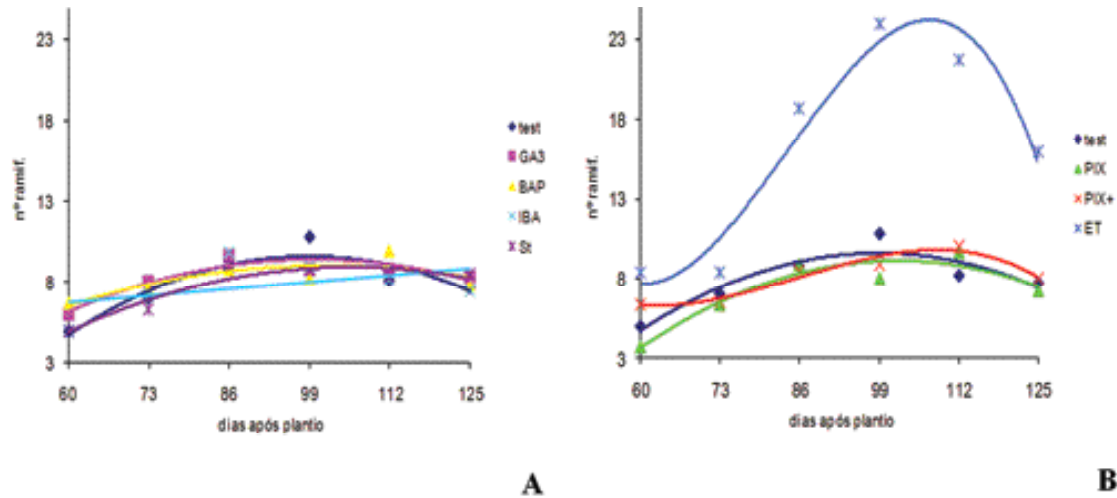 23
18
13
8
3
nº ramif.
60 73 86 99 112 125
dias após plantio
test
GA3
BAP
IBA
St
A
23
18
13
8
3
nº ramif.
60 73 86 99 112 125
dias após plantio
test
PIX
PIX+
ET
B